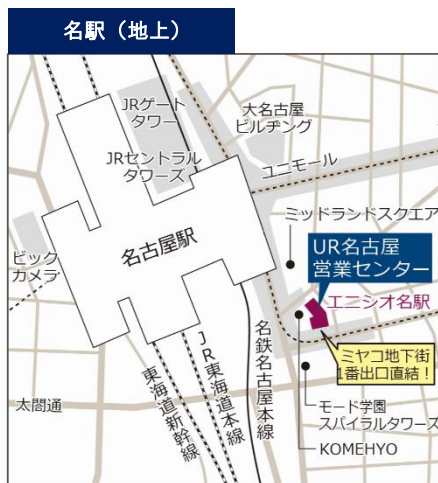 名駅（地上）
JRゲート
タワー
大名古屋
ビルヂング
JRセントラル
タワーズ
ユニモール
ミッドランドスクエア
名古屋駅
UR名古屋
営業センター
ビック
カメラ
エニシオ名駅
ミヤコ地下街
1番出口直結！
名鉄名古屋本線
JR東海道本線
東海道新幹線
太閤通
モード学園
スパイラルタワーズ
KOMEHYO